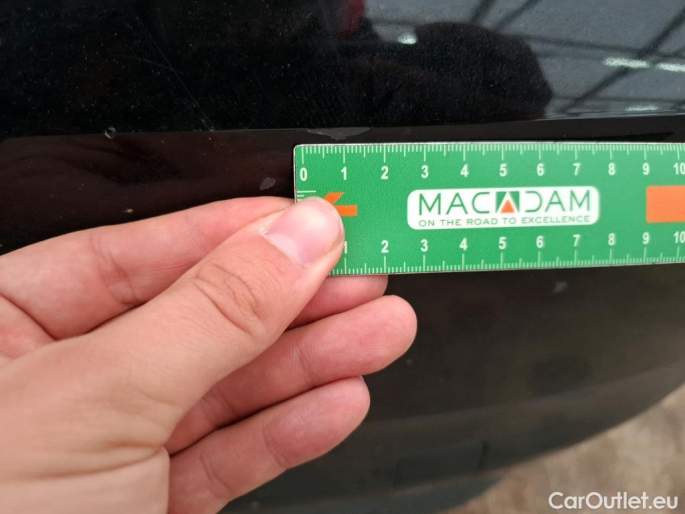 0 1 2 3 4 5 6 7 8 9 10
MACADAM
ON THE ROAD TO EXCELLENCE
1 2 3 4 5 6 7 8 9 10
CarOutlet.eu